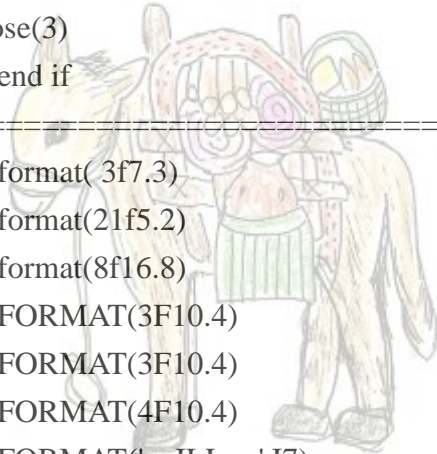 ose(3)
end if
==================================
format( 3f7.3)
format(21f5.2)
format(8f16.8)
FORMAT(3F10.4)
FORMAT(3F10.4)
FORMAT(4F10.4)